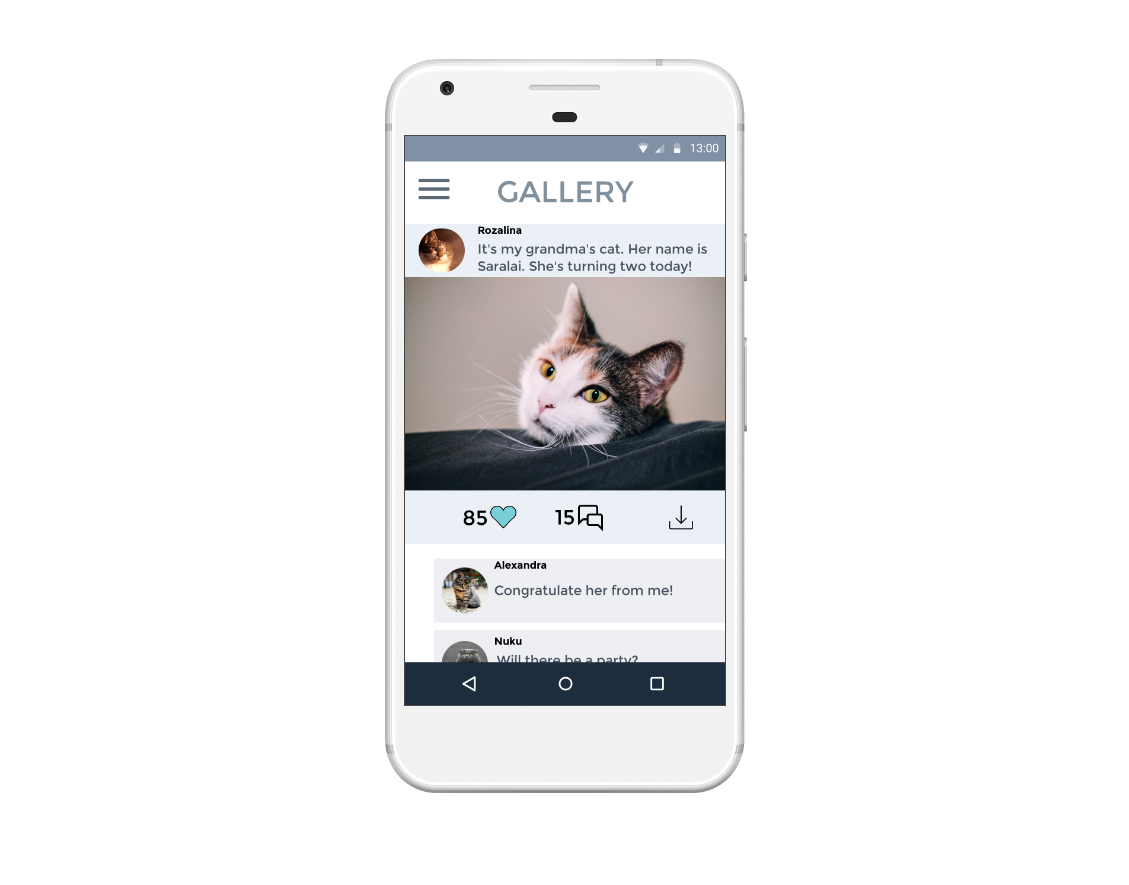 13:00
GALLERY
Rozalina
It's my grandma's cat. Her name is
Saralai. She's turning two today!
85
15
Alexandra
Congratulate her from me!
Nuku
Will there be a party?